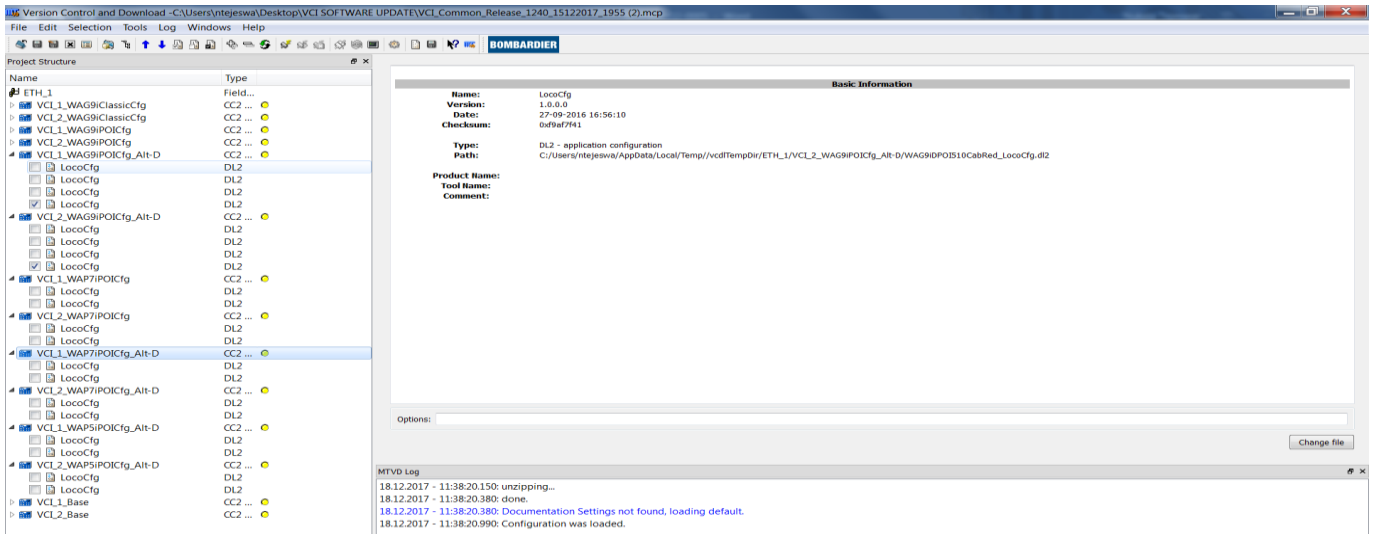 Version Control and Download -C:\Users\ntejeswa\Desktop\VCI SOFTWARE UPDATE\VCI_Common_Release_1240_15122017_1955 (2).mcp
File Edit Selection Tools Log Windows Help
BOMBARDIER
Project Structure
Name Type
ETH_1 Field...
VCI_1_WAG9iClassicCfg CC2 ...
VCI_2_WAG9iClassicCfg CC2 ...
VCI_1_WAG9iPOICfg CC2 ...
VCI_2_WAG9iPOICfg CC2 ...
VCI_1_WAG9iPOICfg_Alt-D CC2 ...
LocoCfg DL2
LocoCfg DL2
LocoCfg DL2
LocoCfg DL2
VCI_2_WAG9iPOICfg_Alt-D CC2 ...
LocoCfg DL2
LocoCfg DL2
LocoCfg DL2
LocoCfg DL2
VCI_1_WAP7iPOICfg CC2 ...
LocoCfg DL2
LocoCfg DL2
VCI_2_WAP7iPOICfg CC2 ...
LocoCfg DL2
LocoCfg DL2
VCI_1_WAP7iPOICfg_Alt-D CC2 ...
LocoCfg DL2
LocoCfg DL2
VCI_2_WAP7iPOICfg_Alt-D CC2 ...
LocoCfg DL2
LocoCfg DL2
VCI_1_WAP5iPOICfg_Alt-D CC2 ...
LocoCfg DL2
LocoCfg DL2
VCI_2_WAP5iPOICfg_Alt-D CC2 ...
LocoCfg DL2
LocoCfg DL2
VCI_1_Base CC2 ...
VCI_2_Base CC2 ...
Basic Information
Name: LocoCfg
Version: 1.0.0.0
Date: 27-09-2016 16:56:10
Checksum: 0xf9af7f41
Type: DL2 - application configuration
Path: C:/Users/ntejeswa/AppData/Local/Temp//vcdlTempDir/ETH_1/VCI_2_WAG9iPOICfg_Alt-D/WAG9iDPOI510CabRed_LocoCfg.dl2
Product Name:
Tool Name:
Comment:
Options:
Change file
MTVD Log
18.12.2017 - 11:38:20.150: unzipping...
18.12.2017 - 11:38:20.380: done.
18.12.2017 - 11:38:20.380: Documentation Settings not found, loading default.
18.12.2017 - 11:38:20.990: Configuration was loaded.